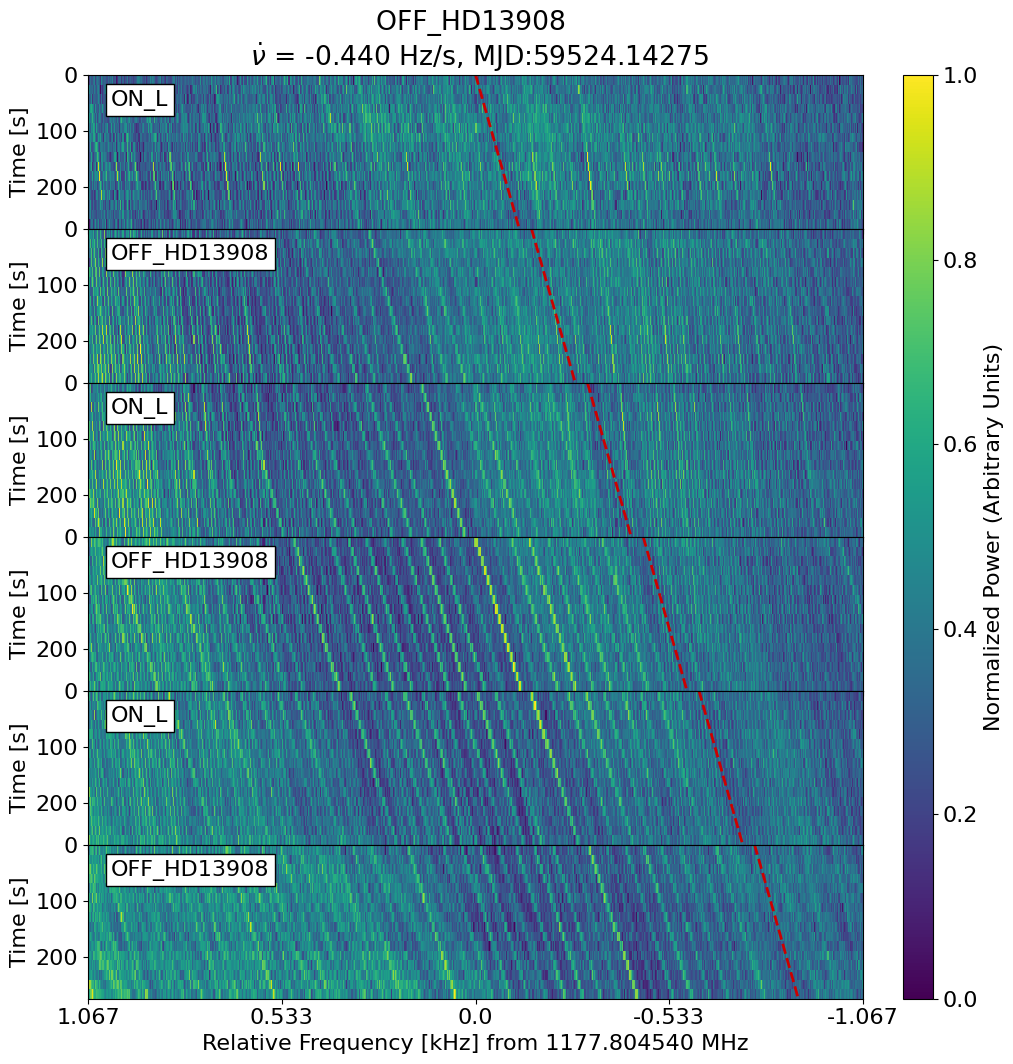 OFF_HD13908
ν̇ = -0.440 Hz/s, MJD:59524.14275
0
100
200
Time [s]
ON_L
0
100
200
Time [s]
OFF_HD13908
0
100
200
Time [s]
ON_L
0
100
200
Time [s]
OFF_HD13908
0
100
200
Time [s]
ON_L
0
100
200
Time [s]
OFF_HD13908
1.067 0.533 0.0 -0.533 -1.067
Relative Frequency [kHz] from 1177.804540 MHz
1.0
0.8
0.6
0.4
0.2
0.0
Normalized Power (Arbitrary Units)